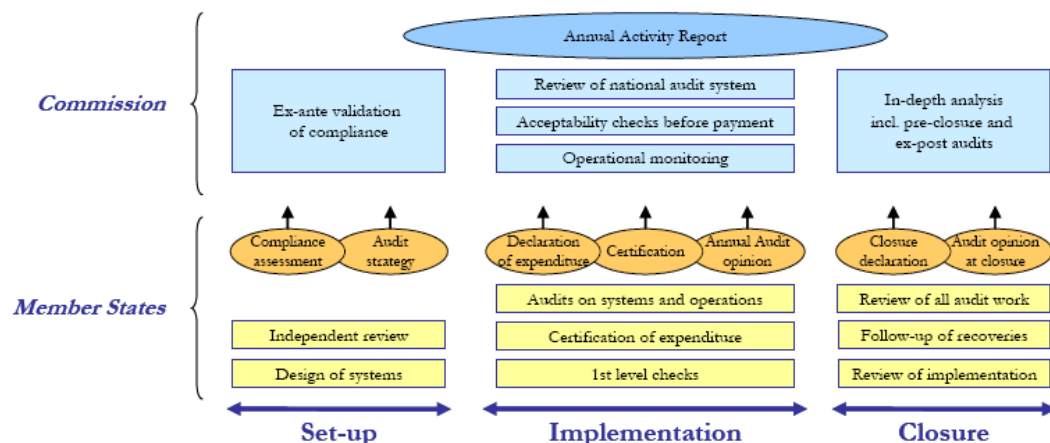 Annual Activity Report
Commission
Ex-ante validation
of compliance
Review of national audit system
Acceptability checks before payment
Operational monitoring
In-depth analysis
incl. pre-closure and
ex-post audits
Member States
Compliance
assessment
Audit
strategy
Declaration
of expenditure
Certification
Annual Audit
opinion
Closure
declaration
Audit opinion
at closure
Independent review
Design of systems
Audits on systems and operations
Certification of expenditure
1st level checks
Review of all audit work
Follow-up of recoveries
Review of implementation
Set-up
Implementation
Closure